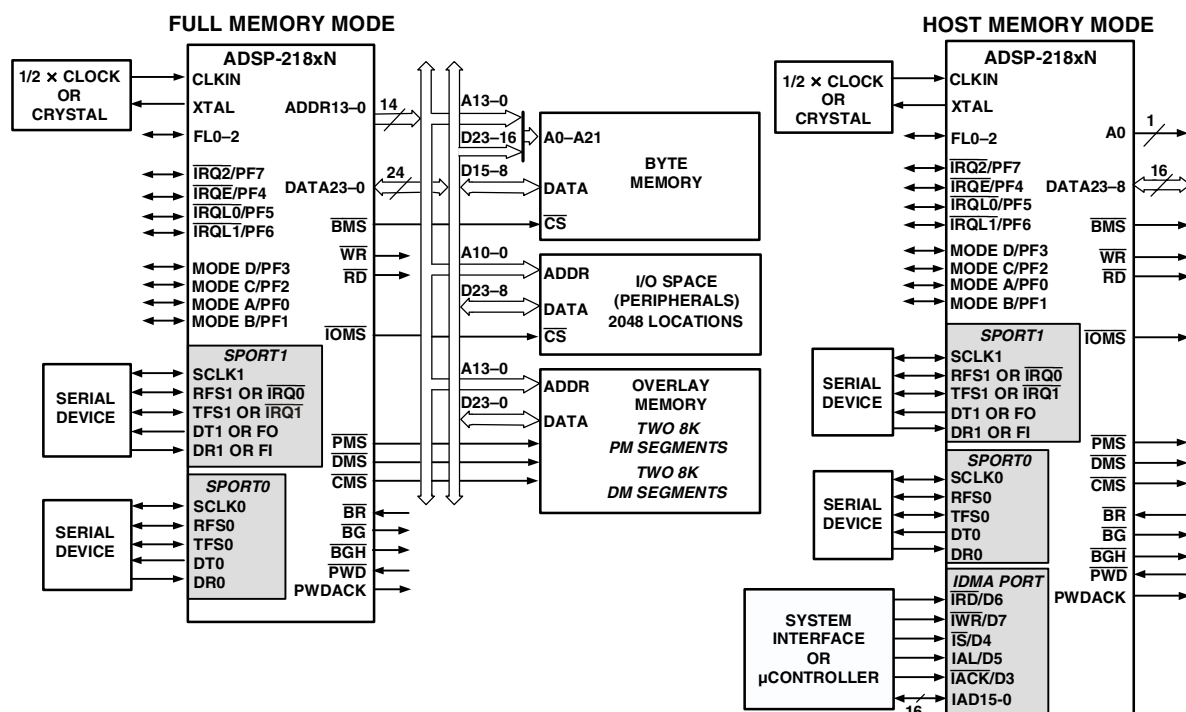 FULL MEMORY MODE
ADSP-218xN
1/2 × CLOCK
OR
CRYSTAL
CLKIN
XTAL
FL0–2
IRQ2/PF7
IRQE/PF4
IRQL0/PF5
IRQL1/PF6
MODE D/PF3
MODE C/PF2
MODE A/PF0
MODE B/PF1
SERIAL
DEVICE
SPORT1
SCLK1
RFS1 OR IRQ0
TFS1 OR IRQ1
DT1 OR FO
DR1 OR FI
SERIAL
DEVICE
SPORT0
SCLK0
RFS0
TFS0
DT0
DR0
ADDR13–0
14
DATA23–0
24
BMS
WR
RD
IOMS
PMS
DMS
CMS
BR
BG
BGH
PWD
PWDACK
A13–0
D23–16
D15–8
A0–A21
DATA
CS
BYTE
MEMORY
A10–0
D23–8
ADDR
DATA
CS
I/O SPACE
(PERIPHERALS)
2048 LOCATIONS
A13–0
D23–0
ADDR
DATA
OVERLAY
MEMORY
TWO 8K
PM SEGMENTS
TWO 8K
DM SEGMENTS
HOST MEMORY MODE
ADSP-218xN
1/2 × CLOCK
OR
CRYSTAL
CLKIN
XTAL
FL0–2
IRQ2/PF7
IRQE/PF4
IRQL0/PF5
IRQL1/PF6
MODE D/PF3
MODE C/PF2
MODE A/PF0
MODE B/PF1
SERIAL
DEVICE
SPORT1
SCLK1
RFS1 OR IRQ0
TFS1 OR IRQ1
DT1 OR FO
DR1 OR FI
SERIAL
DEVICE
SPORT0
SCLK0
RFS0
TFS0
DT0
DR0
SYSTEM
INTERFACE
OR
µCONTROLLER
IDMA PORT
IRD/D6
IWR/D7
IS/D4
IAL/D5
IACK/D3
IAD15-0
16
A0
1
DATA23–8
16
BMS
WR
RD
IOMS
PMS
DMS
CMS
BR
BG
BGH
PWD
PWDACK